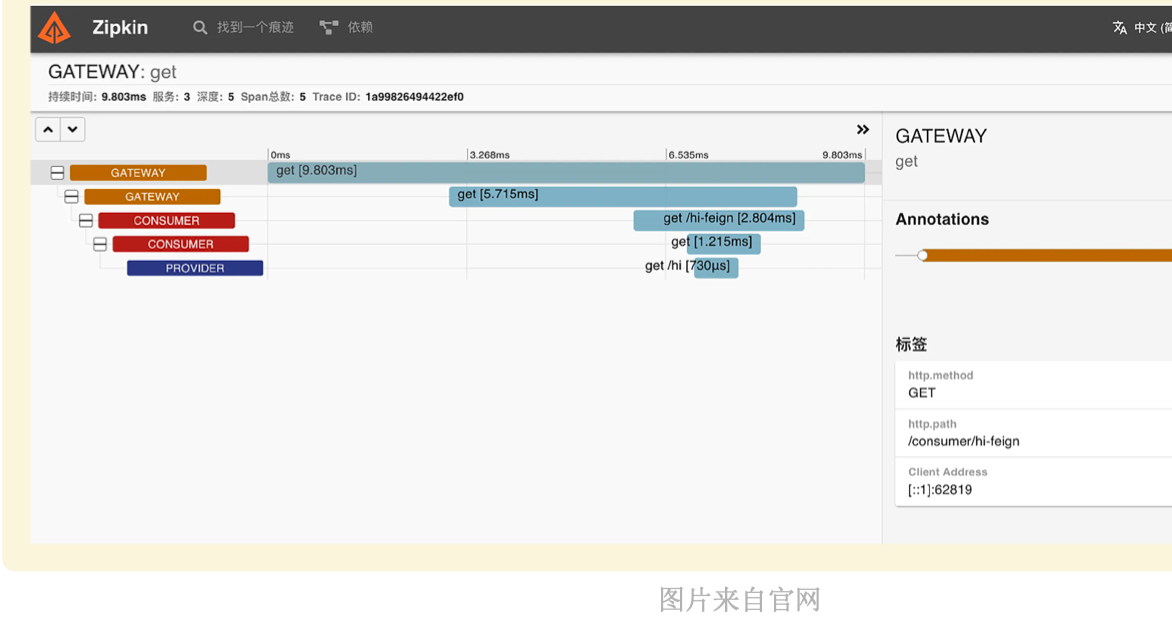 Zipkin 找到一个痕迹 依赖 中文 (简
GATEWAY: get
持续时间: 9.803ms 服务: 3 深度: 5 Span总数: 5 Trace ID: 1a99826494422ef0
0ms 3.268ms 6.535ms 9.803ms
GATEWAY get [9.803ms]
GATEWAY get [5.715ms]
CONSUMER get /hi-feign [2.804ms]
CONSUMER get [1.215ms]
PROVIDER get /hi [730µs]
GATEWAY
get
Annotations
标签
http.method
GET
http.path
/consumer/hi-feign
Client Address
[::1]:62819
图片来自官网